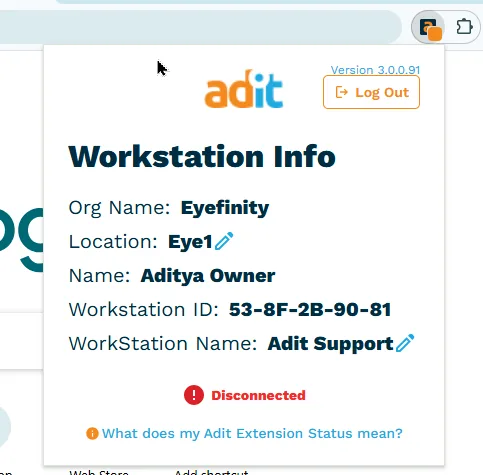 adit
Version 3.0.0.91
Log Out
Workstation Info
Org Name: Eyefinity
Location: Eye1
Name: Aditya Owner
Workstation ID: 53-8F-2B-90-81
WorkStation Name: Adit Support
Disconnected
What does my Adit Extension Status mean?
Web Store
Add shortcut